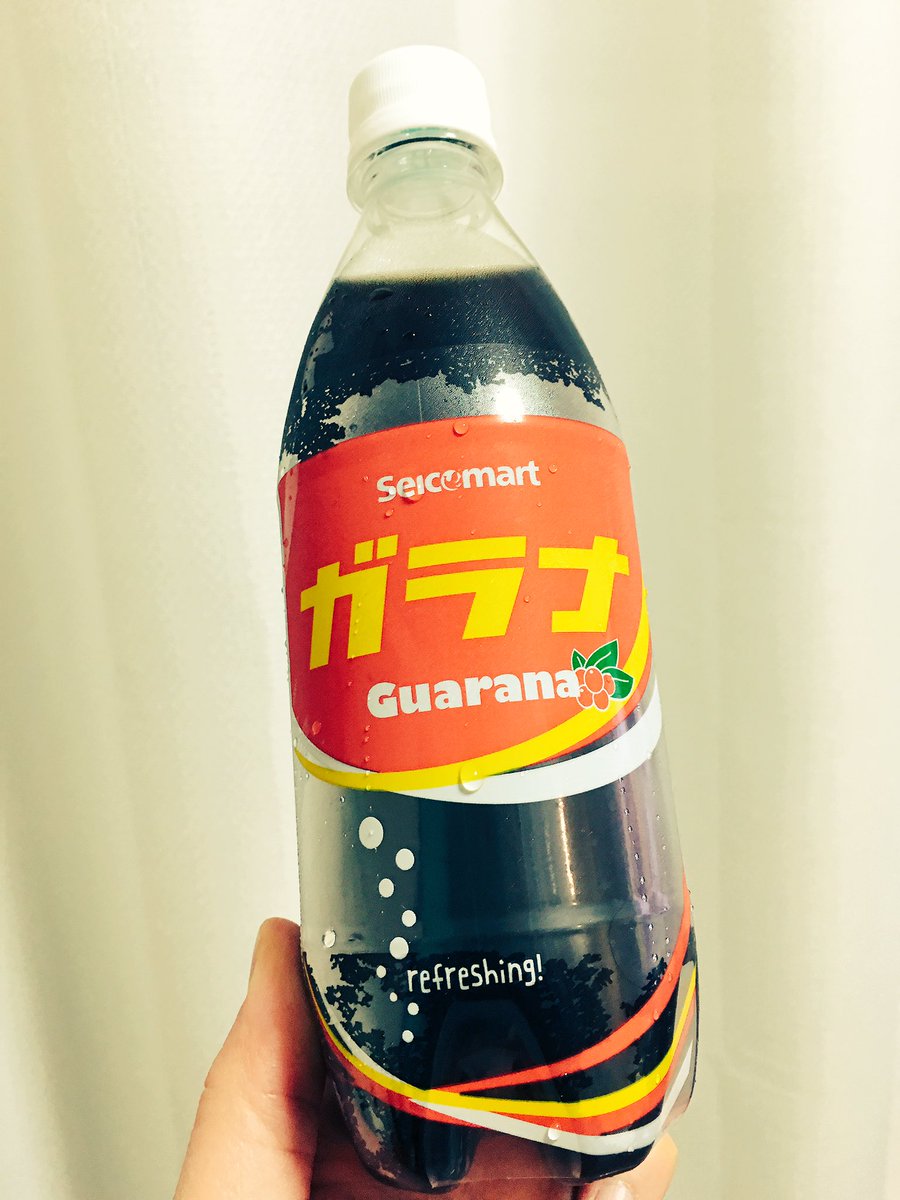 Seicomart
ガラナ
Guarana
refreshing!